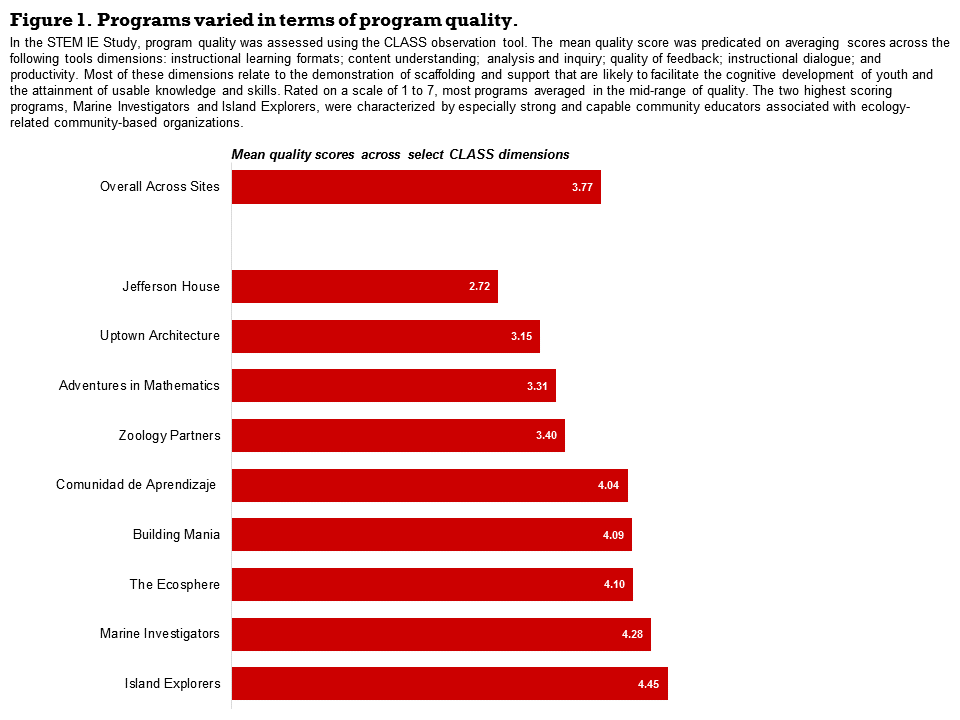 Figure 1. Programs varied in terms of program quality.
In the STEM IE Study, program quality was assessed using the CLASS observation tool. The mean quality score was predicated on averaging scores across the
following tools dimensions: instructional learning formats; content understanding; analysis and inquiry; quality of feedback; instructional dialogue; and
productivity. Most of these dimensions relate to the demonstration of scaffolding and support that are likely to facilitate the cognitive development of youth and
the attainment of usable knowledge and skills. Rated on a scale of 1 to 7, most programs averaged in the mid-range of quality. The two highest scoring
programs, Marine Investigators and Island Explorers, were characterized by especially strong and capable community educators associated with ecology-
related community-based organizations.
Mean quality scores across select CLASS dimensions
Overall Across Sites 3.77
Jefferson House 2.72
Uptown Architecture 3.15
Adventures in Mathematics 3.31
Zoology Partners 3.40
Comunidad de Aprendizaje 4.04
Building Mania 4.09
The Ecosphere 4.10
Marine Investigators 4.28
Island Explorers 4.45